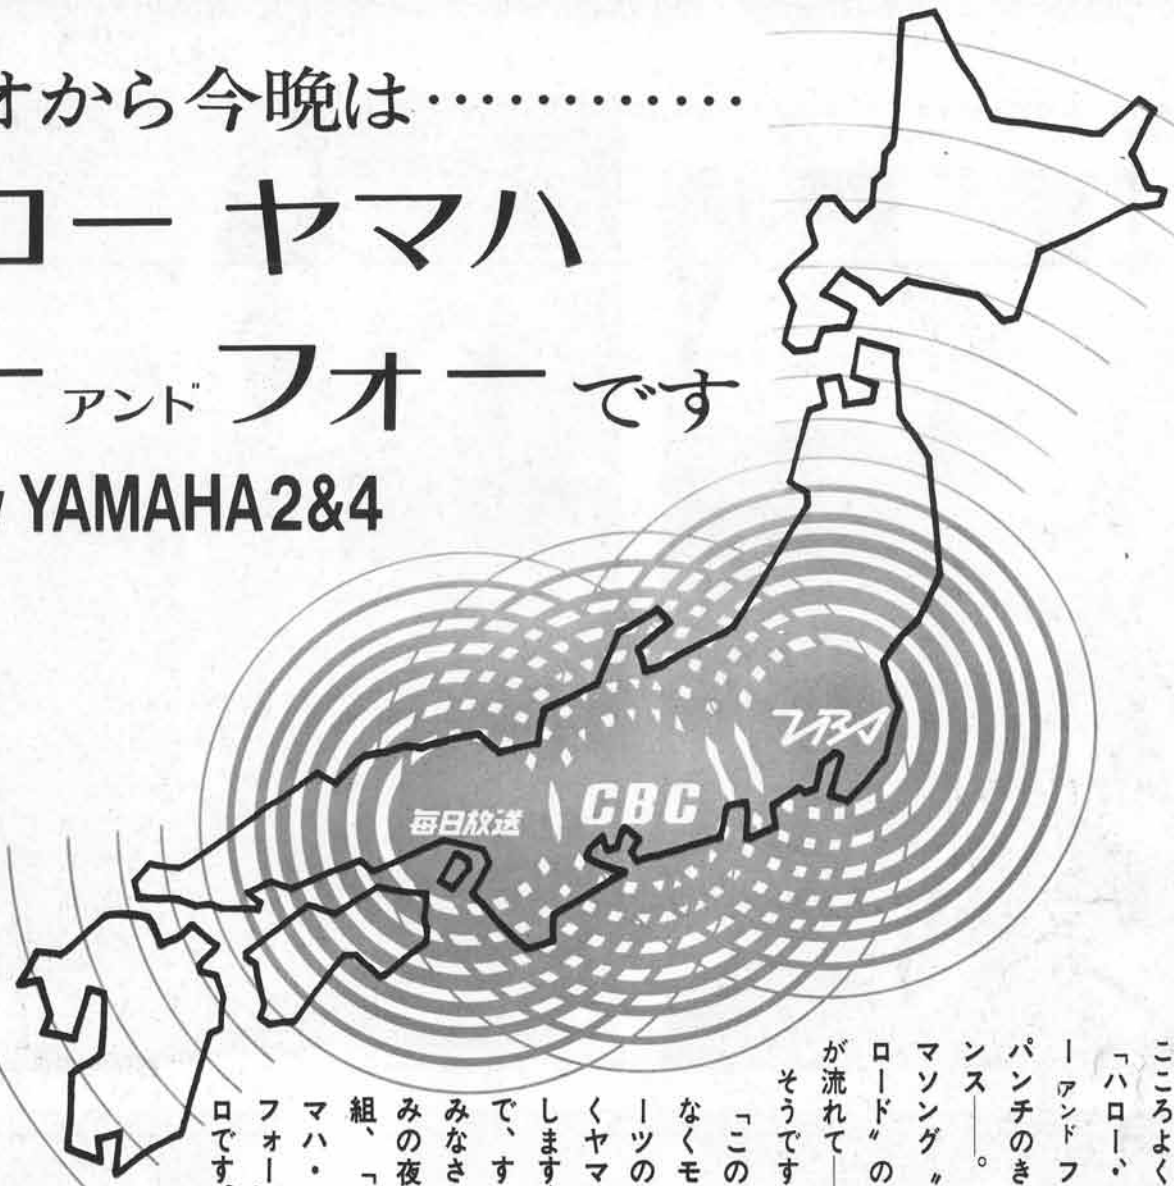 オから今晩は…………
ロー ヤマハ
ー アンド フォー です
YAMAHA2&4
TBS
CBC
毎日放送
こころよく
「ハロー、
ー アンド フ
パンチのき
ンス――。
マソング〝
ロード〟の
が流れて―
そうです
「この
なくモ
ーツの
くヤマ
します
で、す
みなさ
みの夜
組、「
マハ・
フォー
ロです。